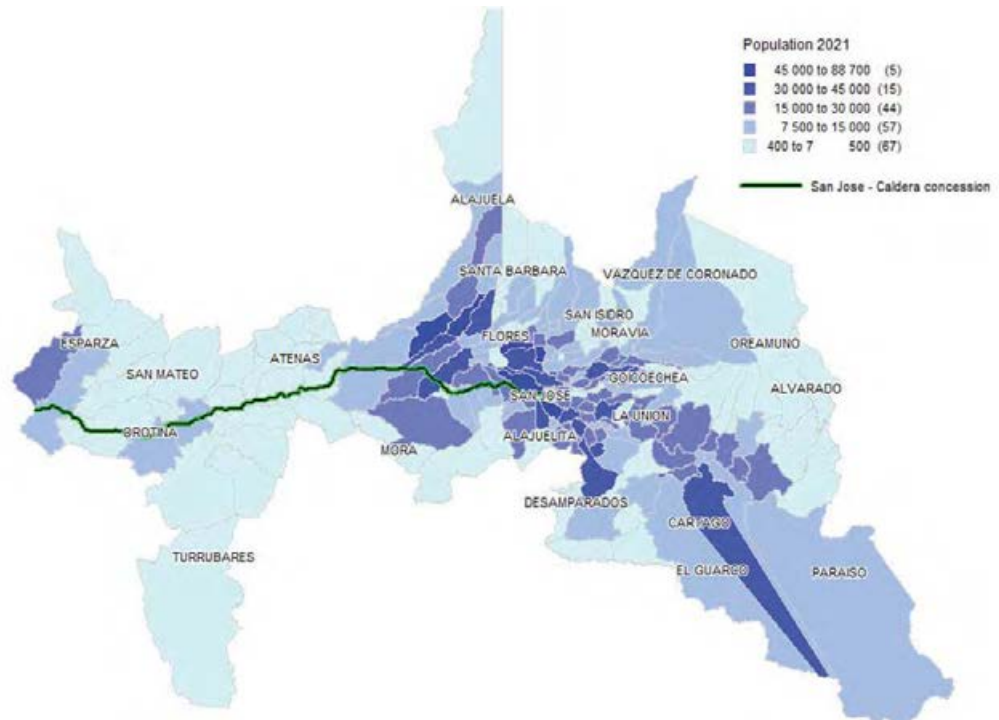 Population 2021
45 000 to 88 700 (5)
30 000 to 45 000 (15)
15 000 to 30 000 (44)
7 500 to 15 000 (57)
400 to 7 500 (67)
San Jose - Caldera concession
ALAJUELA
SANTA BARBARA
VAZQUEZ DE CORONADO
SAN ISIDRO
FLORES
MORAVIA
ESPARZA
OREAMUNO
ATENAS
SAN MATEO
GOICOECHEA
ALVARADO
SAN JOSE
LA UNION
OROTINA
ALAJUELITA
MORA
DESAMPARADOS
CARTAGO
TURRUBARES
EL GUARCO
PARAISO